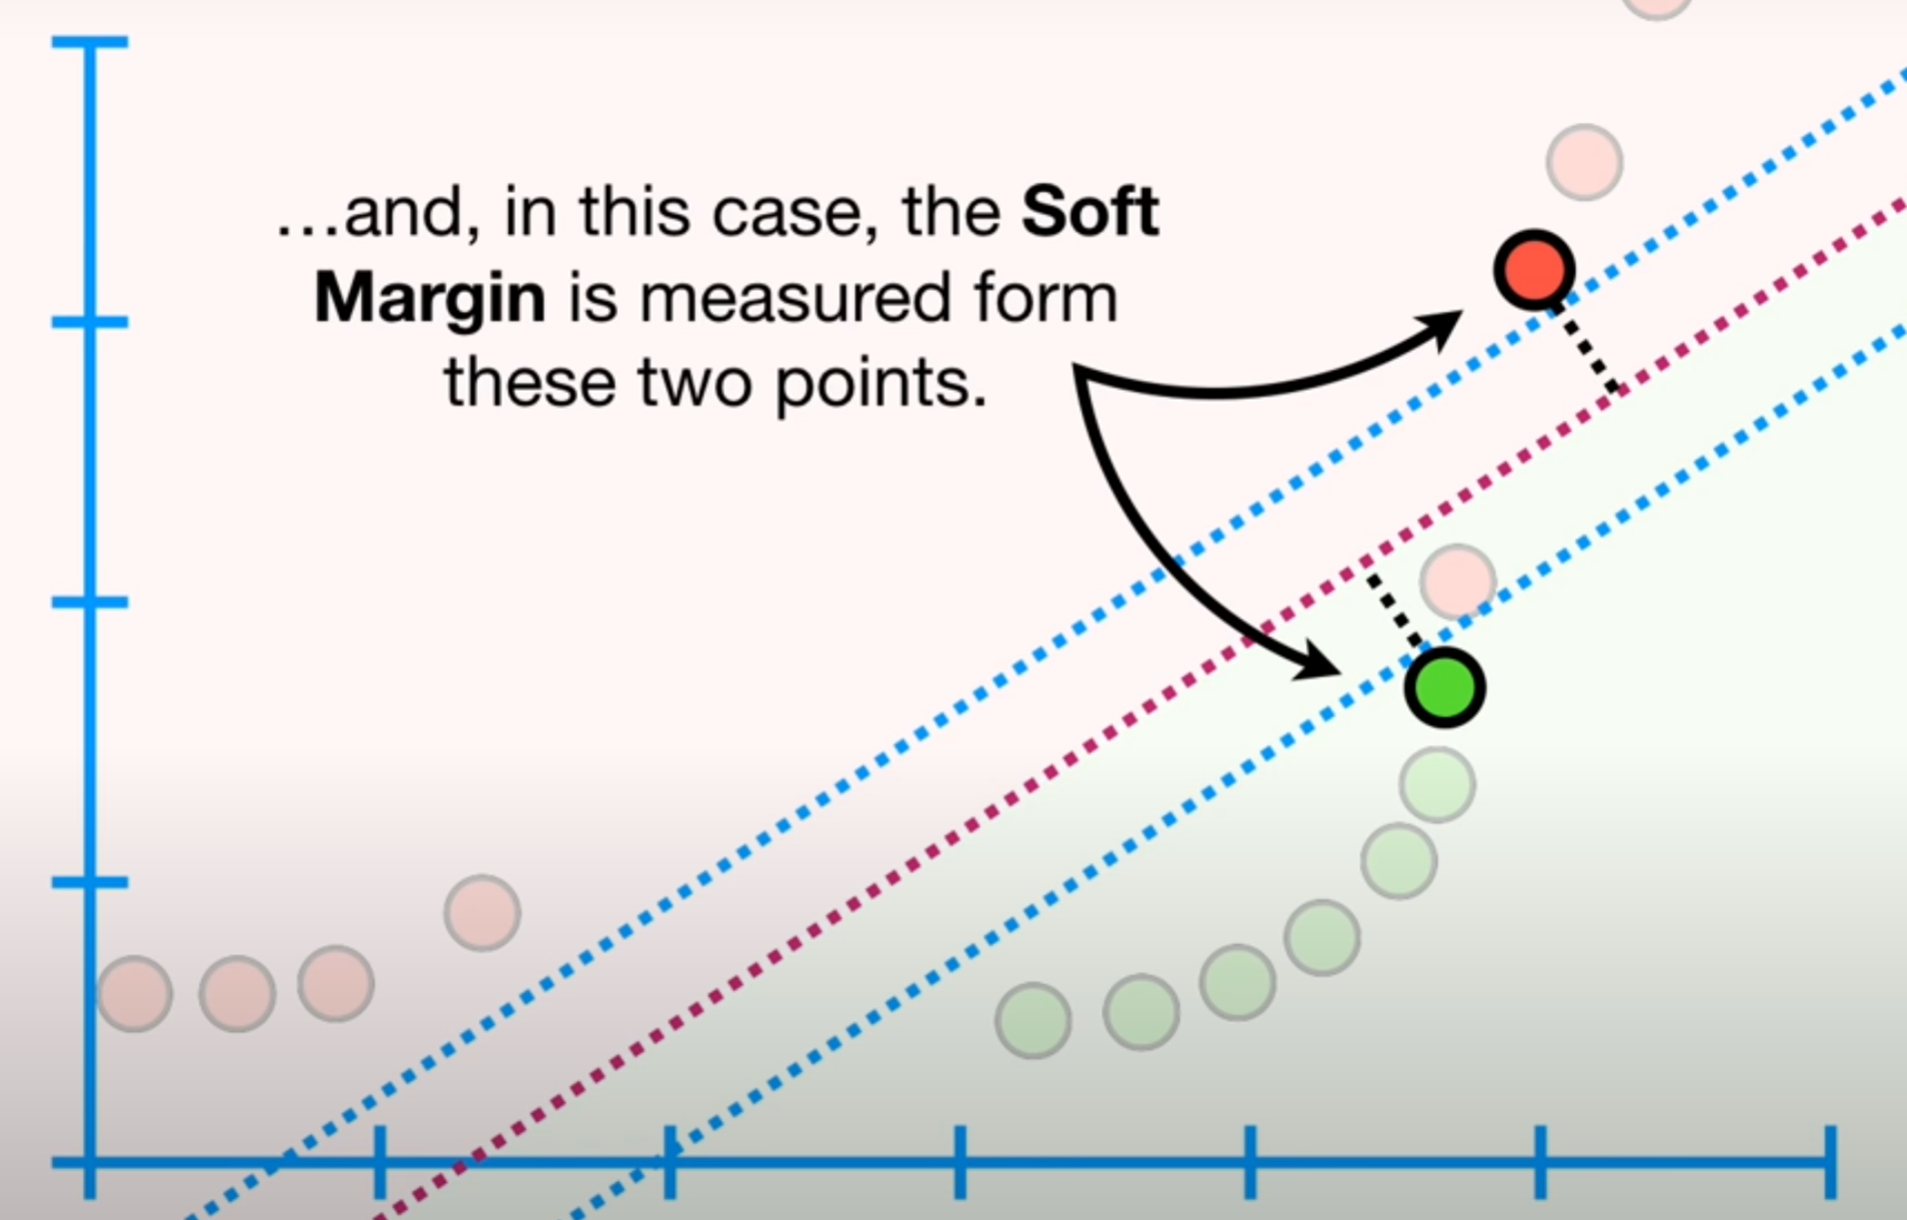 …and, in this case, the Soft
Margin is measured form
these two points.